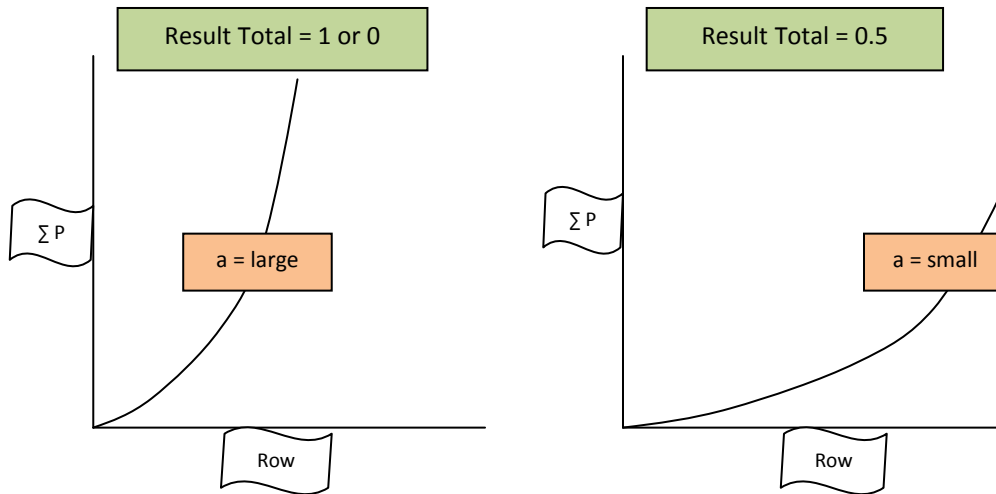 Result Total = 1 or 0
∑ P
a = large
Row
Result Total = 0.5
∑ P
a = small
Row